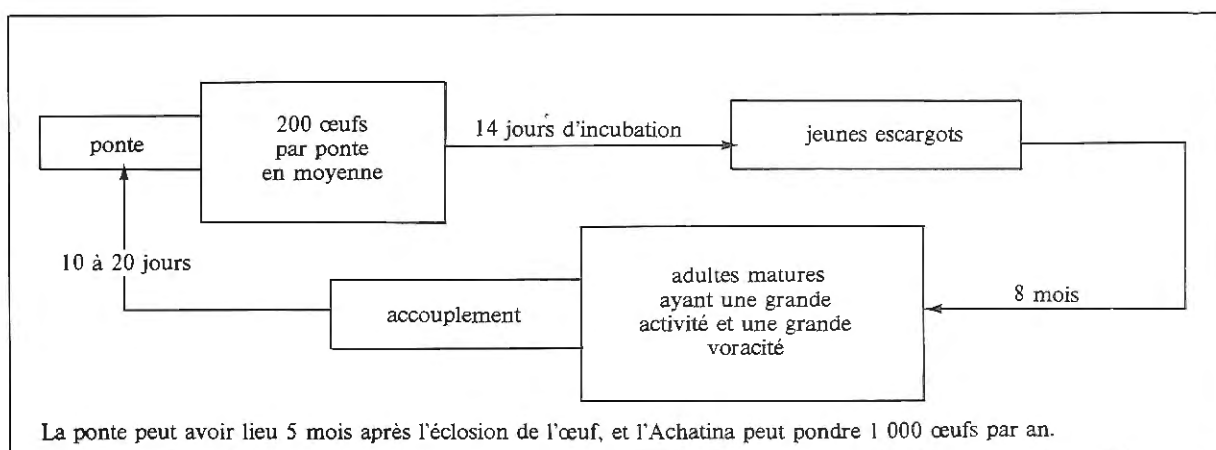 ponte
200 œufs
par ponte
en moyenne
14 jours d'incubation
jeunes escargots
8 mois
adultes matures
ayant une grande
activité et une grande
voracité
accouplement
10 à 20 jours
La ponte peut avoir lieu 5 mois après l'éclosion de l'œuf, et l'Achatina peut pondre 1 000 œufs par an.